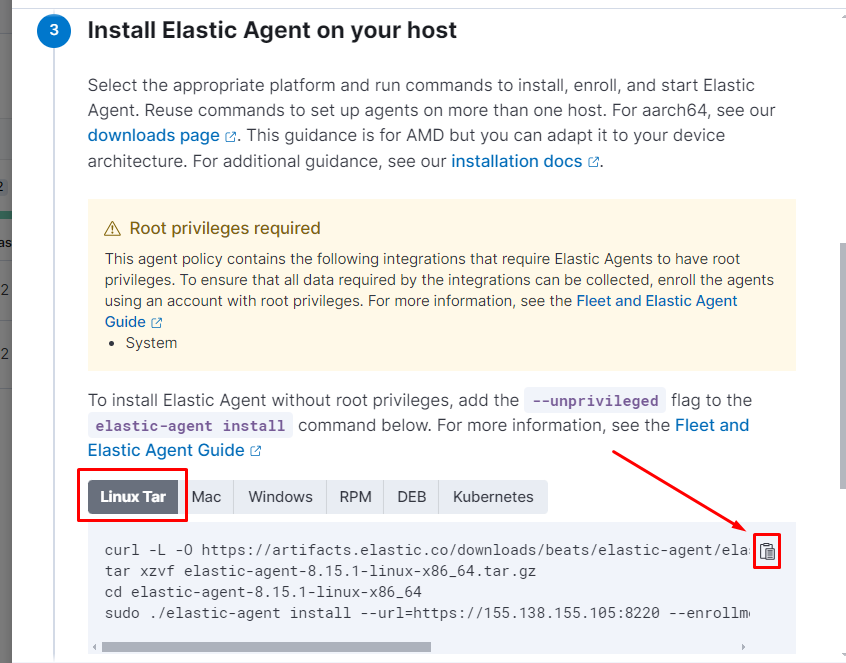 3
Install Elastic Agent on your host
Select the appropriate platform and run commands to install, enroll, and start Elastic
Agent. Reuse commands to set up agents on more than one host. For aarch64, see our
downloads page. This guidance is for AMD but you can adapt it to your device
architecture. For additional guidance, see our installation docs.
Root privileges required
This agent policy contains the following integrations that require Elastic Agents to have root
privileges. To ensure that all data required by the integrations can be collected, enroll the agents
using an account with root privileges. For more information, see the Fleet and Elastic Agent
Guide
• System
To install Elastic Agent without root privileges, add the --unprivileged flag to the
elastic-agent install command below. For more information, see the Fleet and
Elastic Agent Guide
Linux Tar Mac Windows RPM DEB Kubernetes
curl -L -O https://artifacts.elastic.co/downloads/beats/elastic-agent/elas
tar xzvf elastic-agent-8.15.1-linux-x86_64.tar.gz
cd elastic-agent-8.15.1-linux-x86_64
sudo ./elastic-agent install --url=https://155.138.155.105:8220 --enrollme
2
as
2
2